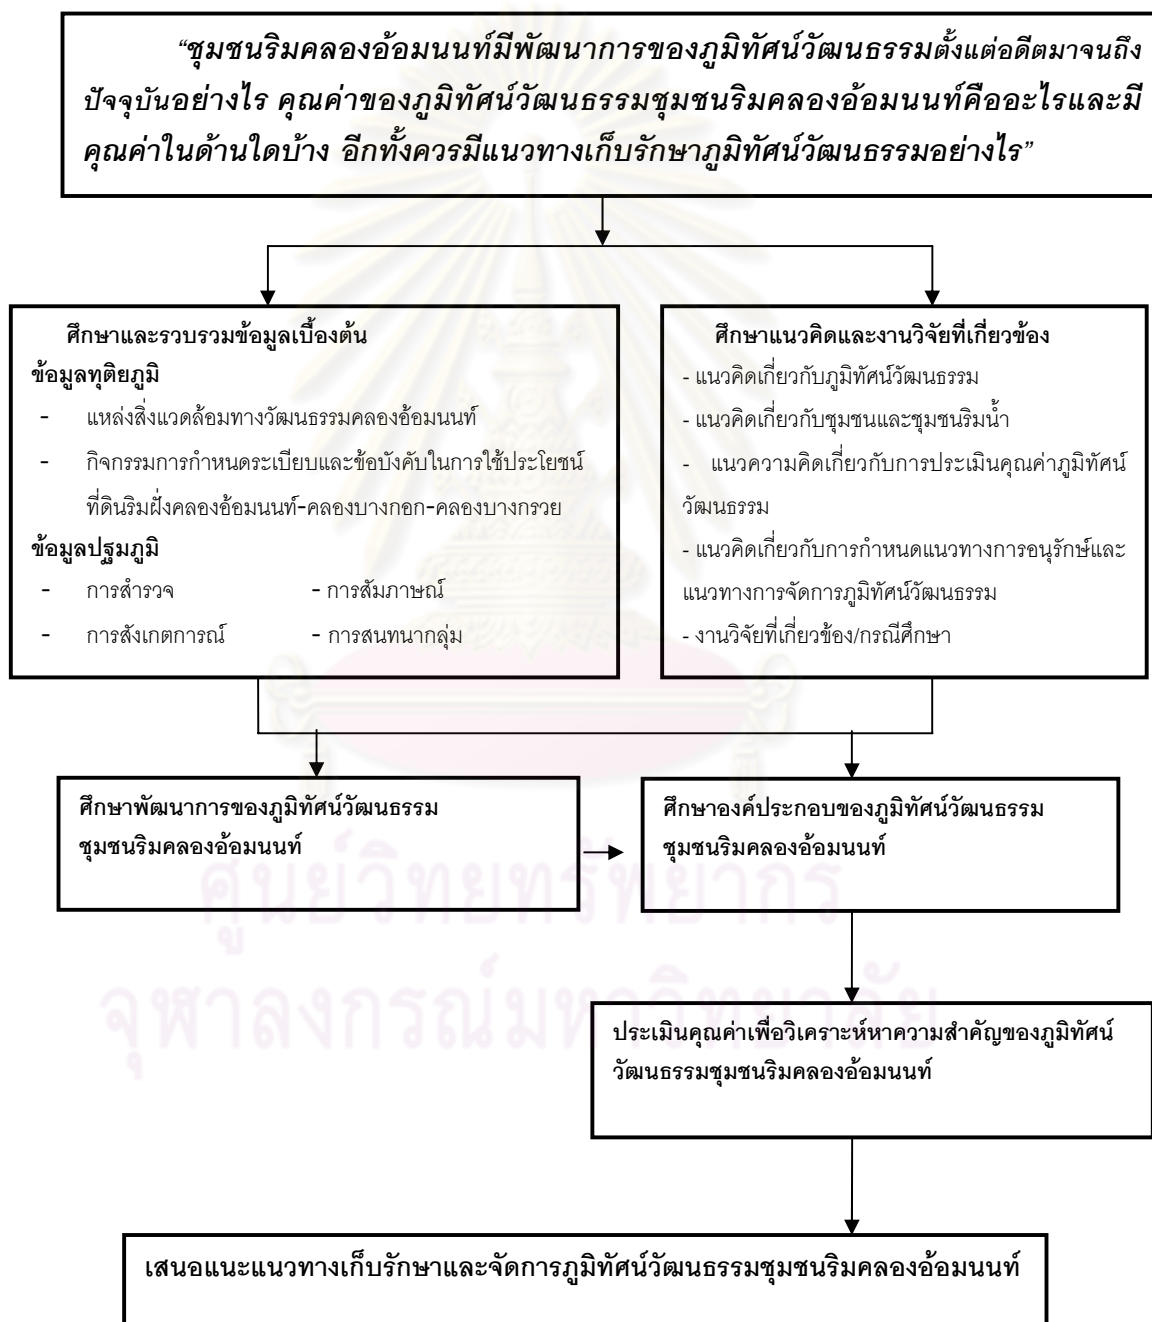 “ชุมชนริมคลองอ้อมนนท์มีพัฒนาการของภูมิทัศน์วัฒนธรรมตั้งแต่อดีตมาจนถึง
ปัจจุบันอย่างไร คุณค่าของภูมิทัศน์วัฒนธรรมชุมชนริมคลองอ้อมนนท์คืออะไรและมี
คุณค่าในด้านใดบ้าง อีกทั้งควรมีแนวทางเก็บรักษาภูมิทัศน์วัฒนธรรมอย่างไร”
ศึกษาและรวบรวมข้อมูลเบื้องต้น
ข้อมูลทุติยภูมิ
- แหล่งสิ่งแวดล้อมทางวัฒนธรรมคลองอ้อมนนท์
- กิจกรรมการกำหนดระเบียบและข้อบังคับในการใช้ประโยชน์
ที่ดินริมฝั่งคลองอ้อมนนท์-คลองบางกอก-คลองบางกรวย
ข้อมูลปฐมภูมิ
- การสำรวจ - การสัมภาษณ์
- การสังเกตการณ์ - การสนทนากลุ่ม
ศึกษาแนวคิดและงานวิจัยที่เกี่ยวข้อง
- แนวคิดเกี่ยวกับภูมิทัศน์วัฒนธรรม
- แนวคิดเกี่ยวกับชุมชนและชุมชนริมน้ำ
- แนวความคิดเกี่ยวกับการประเมินคุณค่าภูมิทัศน์
วัฒนธรรม
- แนวคิดเกี่ยวกับการกำหนดแนวทางการอนุรักษ์และ
แนวทางการจัดการภูมิทัศน์วัฒนธรรม
- งานวิจัยที่เกี่ยวข้อง/กรณีศึกษา
ศึกษาพัฒนาการของภูมิทัศน์วัฒนธรรม
ชุมชนริมคลองอ้อมนนท์
ศึกษาองค์ประกอบของภูมิทัศน์วัฒนธรรม
ชุมชนริมคลองอ้อมนนท์
ศูนย์วิทยทรัพยากร
จุฬาลงกรณ์มหาวิทยาลัย
ประเมินคุณค่าเพื่อวิเคราะห์หาความสำคัญของภูมิทัศน์
วัฒนธรรมชุมชนริมคลองอ้อมนนท์
เสนอแนะแนวทางเก็บรักษาและจัดการภูมิทัศน์วัฒนธรรมชุมชนริมคลองอ้อมนนท์